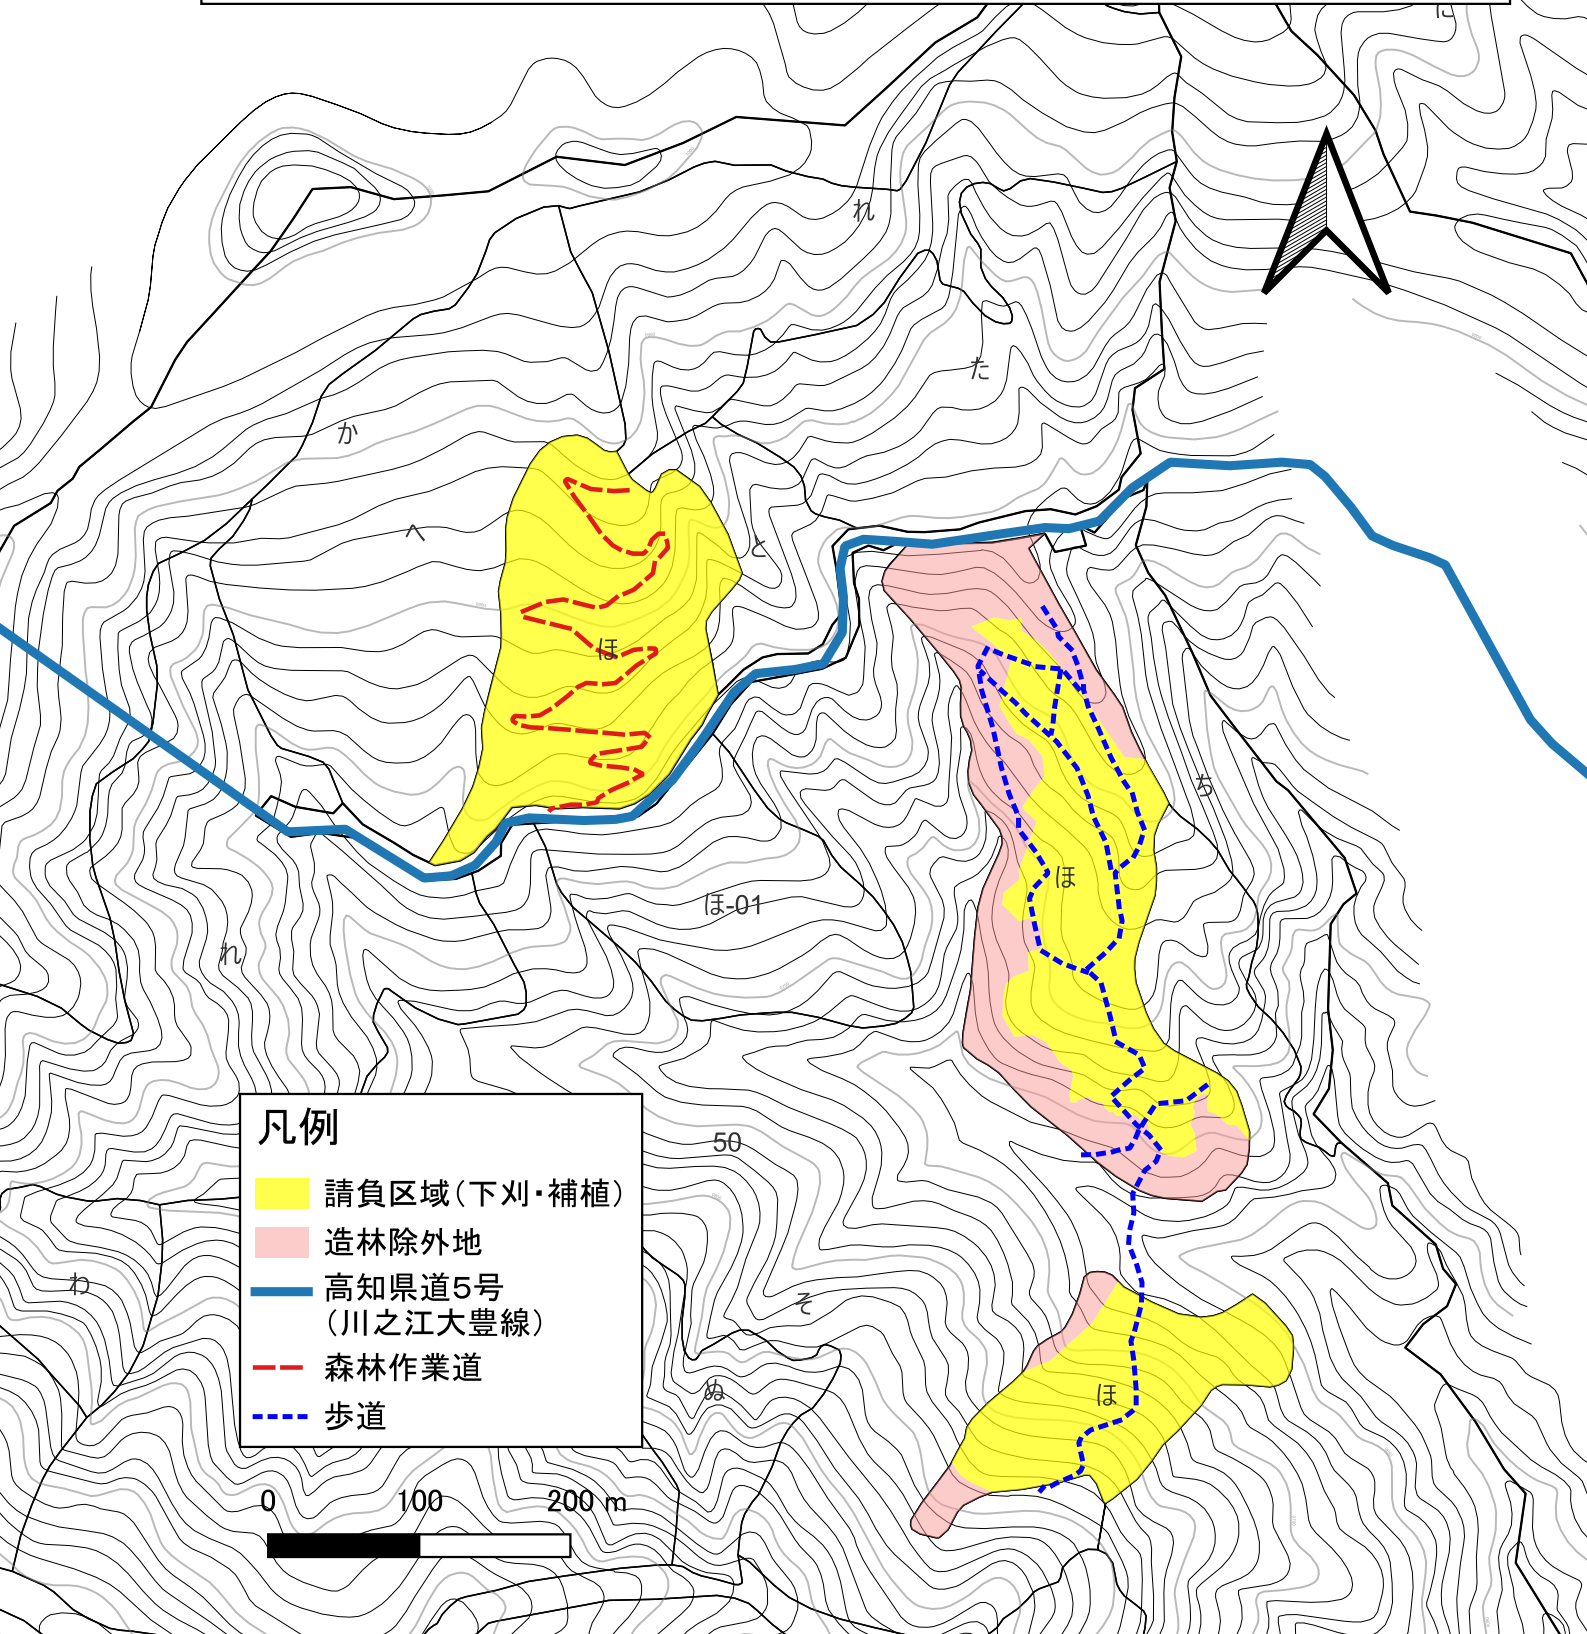 に
れ
た
か
へ
と
ほ
ち
ほ
ほ-01
れ
50
わ
そ
ぬ
ほ
凡例
請負区域（下刈・補植）
造林除外地
高知県道5号
（川之江大豊線）
森林作業道
歩道
0 100 200 m